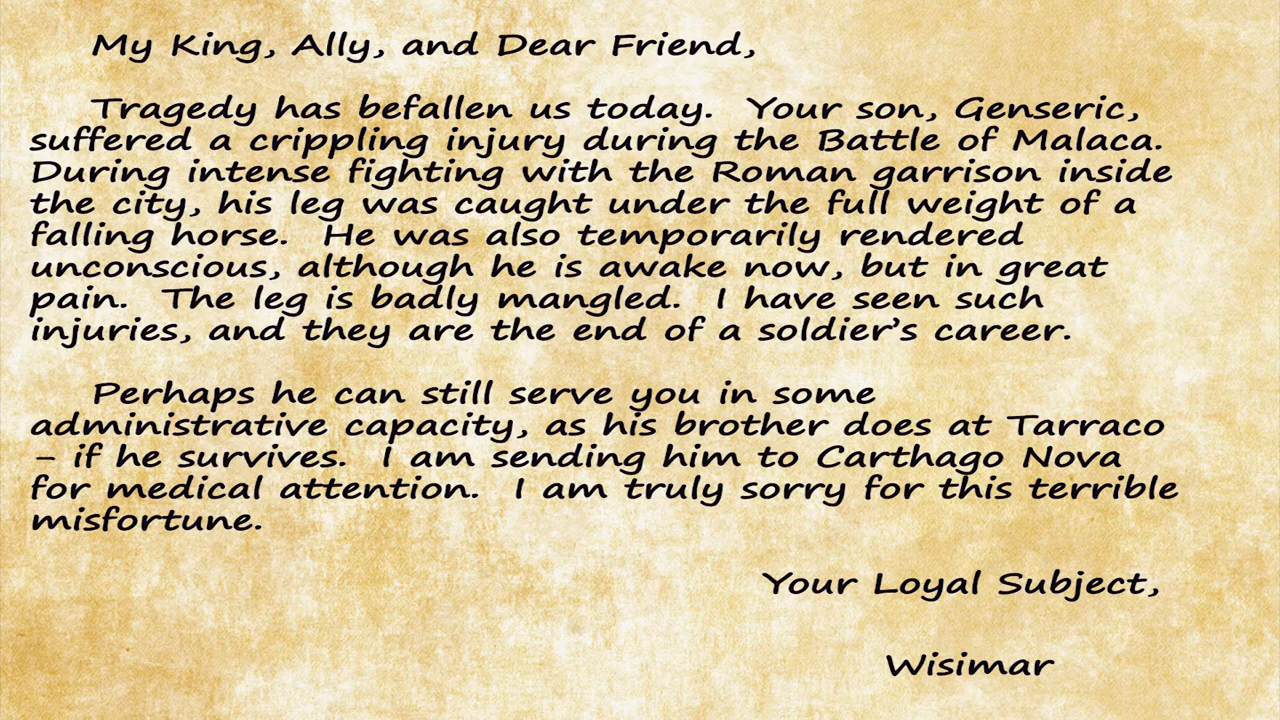 My King, Ally, and Dear Friend,
Tragedy has befallen us today.  Your son, Genseric,
suffered a crippling injury during the Battle of Malaca.
During intense fighting with the Roman garrison inside
the city, his leg was caught under the full weight of a
falling horse.  He was also temporarily rendered
unconscious, although he is awake now, but in great
pain.  The leg is badly mangled.  I have seen such
injuries, and they are the end of a soldier’s career.
Perhaps he can still serve you in some
administrative capacity, as his brother does at Tarraco
– if he survives.  I am sending him to Carthago Nova
for medical attention.  I am truly sorry for this terrible
misfortune.
Your Loyal Subject,
Wisimar